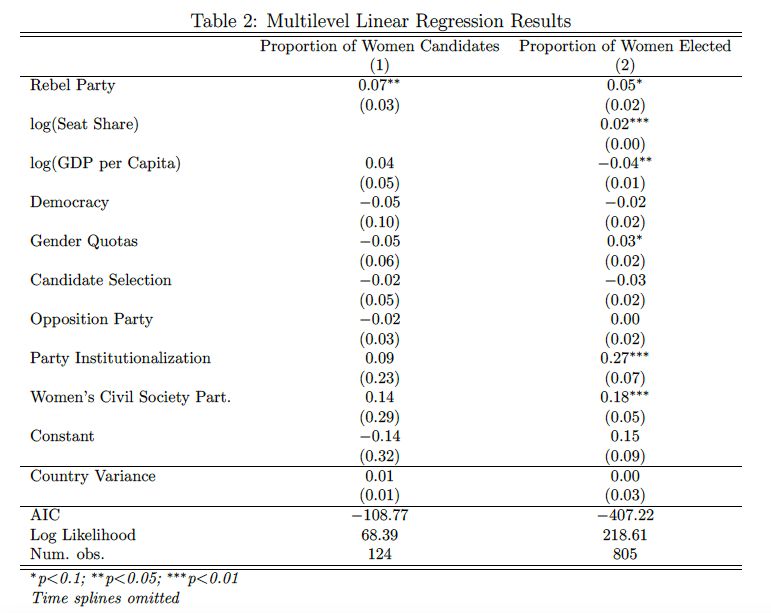 Table 2: Multilevel Linear Regression Results
Proportion of Women Candidates Proportion of Women Elected
(1) (2)
Rebel Party 0.07** 0.05*
(0.03) (0.02)
log(Seat Share) 0.02***
(0.00)
log(GDP per Capita) 0.04 −0.04**
(0.05) (0.01)
Democracy −0.05 −0.02
(0.10) (0.02)
Gender Quotas −0.05 0.03*
(0.06) (0.02)
Candidate Selection −0.02 −0.03
(0.05) (0.02)
Opposition Party −0.02 0.00
(0.03) (0.02)
Party Institutionalization 0.09 0.27***
(0.23) (0.07)
Women's Civil Society Part. 0.14 0.18***
(0.29) (0.05)
Constant −0.14 0.15
(0.32) (0.09)
Country Variance 0.01 0.00
(0.01) (0.03)
AIC −108.77 −407.22
Log Likelihood 68.39 218.61
Num. obs. 124 805
*p<0.1; **p<0.05; ***p<0.01
Time splines omitted